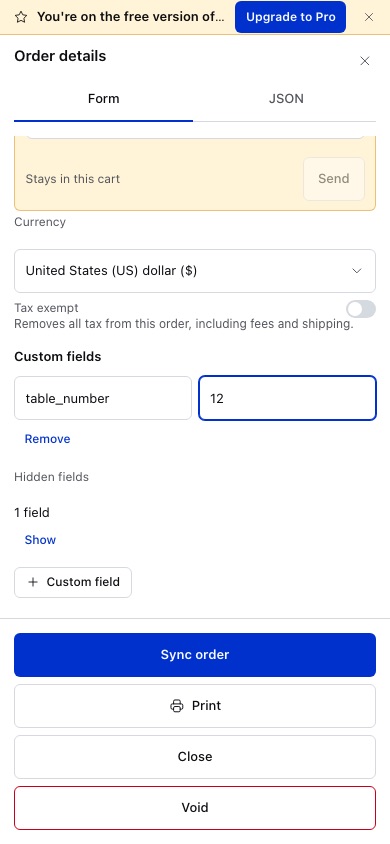 You're on the free version of...
Upgrade to Pro
Order details
Form
JSON
Stays in this cart
Send
Currency
United States (US) dollar ($)
Tax exempt
Removes all tax from this order, including fees and shipping.
Custom fields
table_number
12
Remove
Hidden fields
1 field
Show
Custom field
Sync order
Print
Close
Void